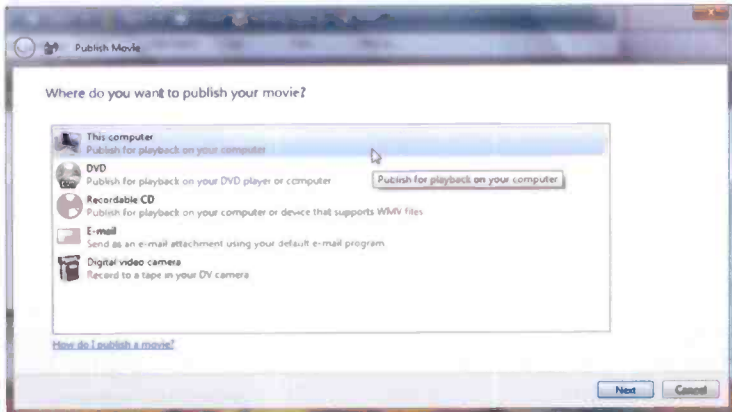 Publish Movie
Where do you want to publish your movie?
This computer
Publish for playback on your computer
DVD
Publish for playback on your DVD player or computer
Publish for playback on your computer
Recordable CD
Publish for playback on your computer or device that supports WMV files
E-mail
Send as an e-mail attachment using your default e-mail program
Digital video camera
Record to a tape in your DV camera
How do I publish a movie?
Next
Cancel